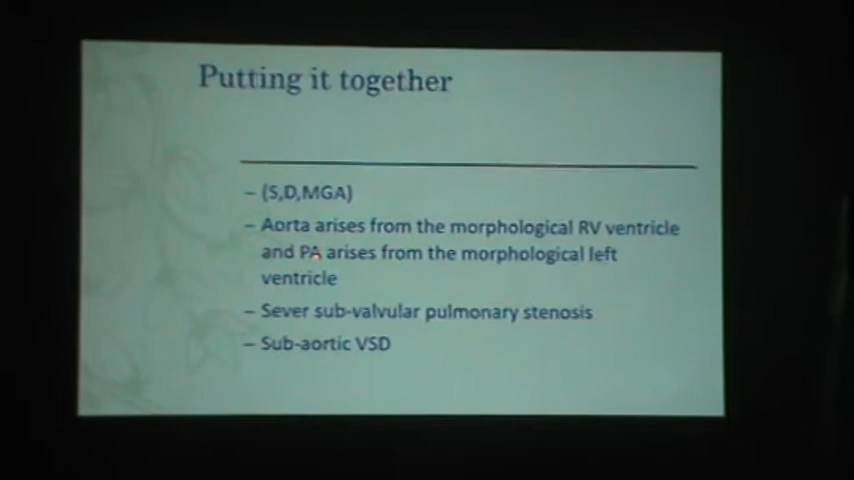 Putting it together
– (S,D,MGA)
– Aorta arises from the morphological RV ventricle
and PA arises from the morphological left
ventricle
– Sever sub-valvular pulmonary stenosis
– Sub-aortic VSD